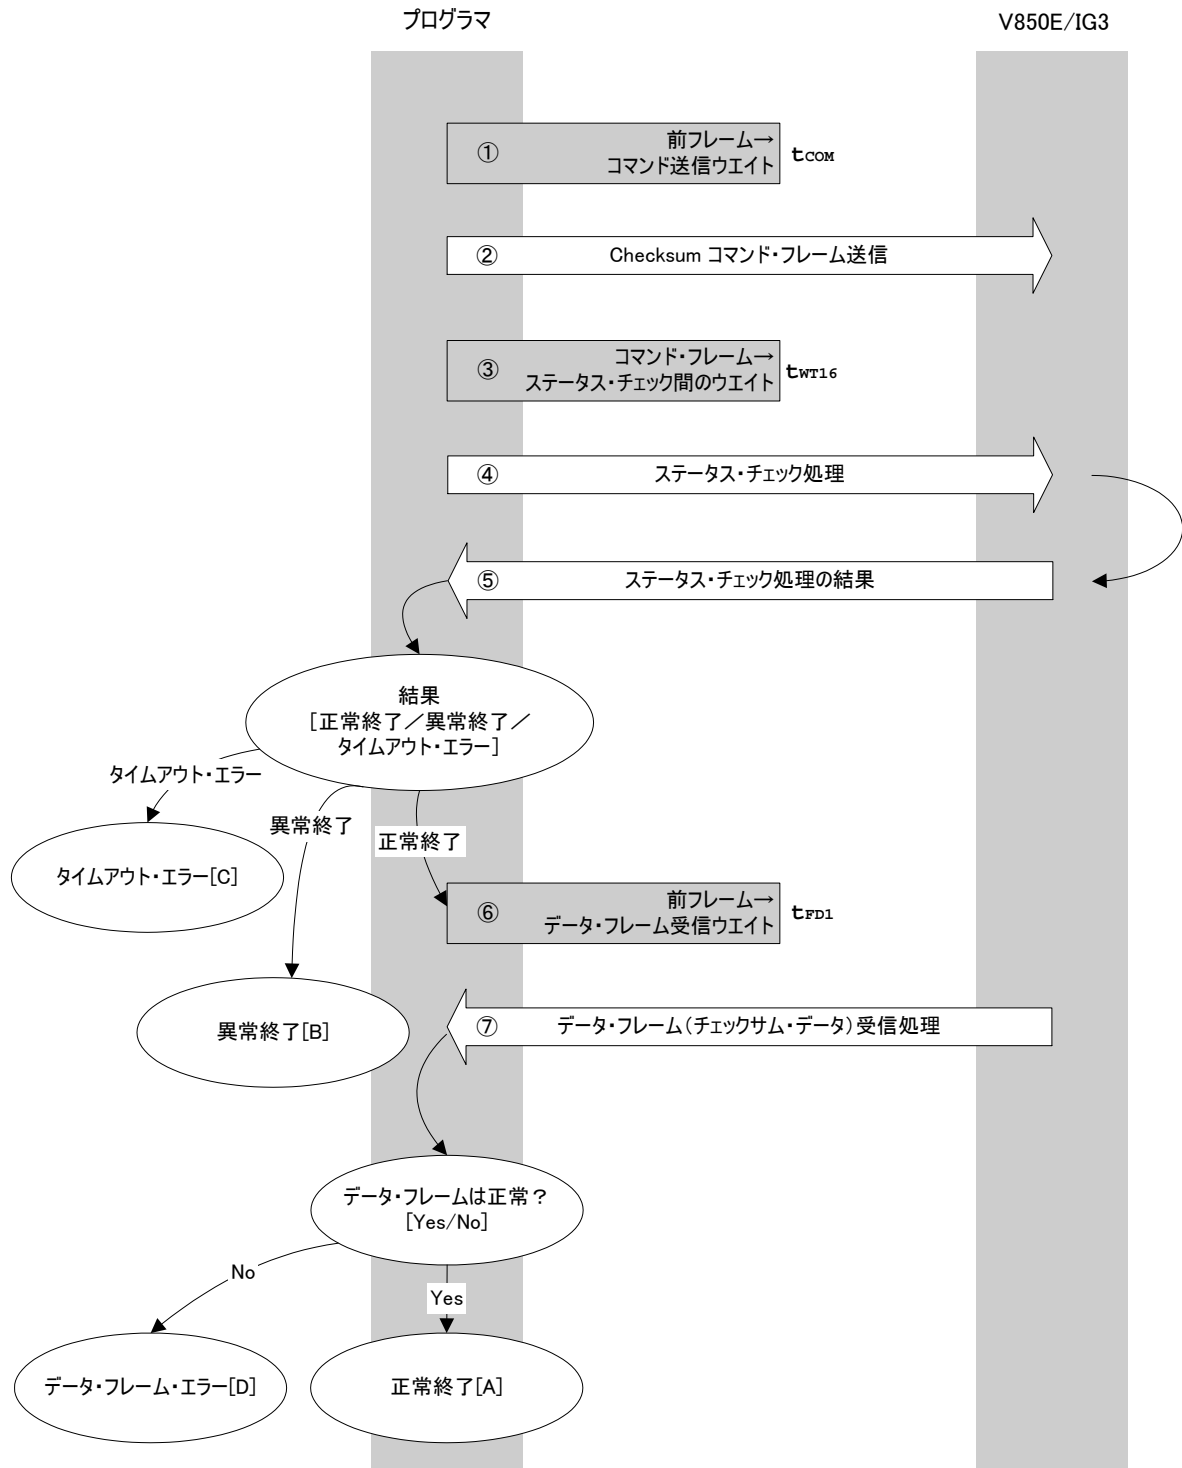 プログラマ
V850E/IG3
① 前フレーム→
コマンド送信ウエイト
tCOM
② Checksum コマンド・フレーム送信
③ コマンド・フレーム→
ステータス・チェック間のウエイト
tWT16
④ ステータス・チェック処理
⑤ ステータス・チェック処理の結果
結果
[正常終了／異常終了／
タイムアウト・エラー]
タイムアウト・エラー
異常終了
正常終了
タイムアウト・エラー[C]
⑥ 前フレーム→
データ・フレーム受信ウエイト
tFD1
異常終了[B]
⑦ データ・フレーム（チェックサム・データ）受信処理
データ・フレームは正常？
[Yes/No]
No
Yes
データ・フレーム・エラー[D]
正常終了[A]